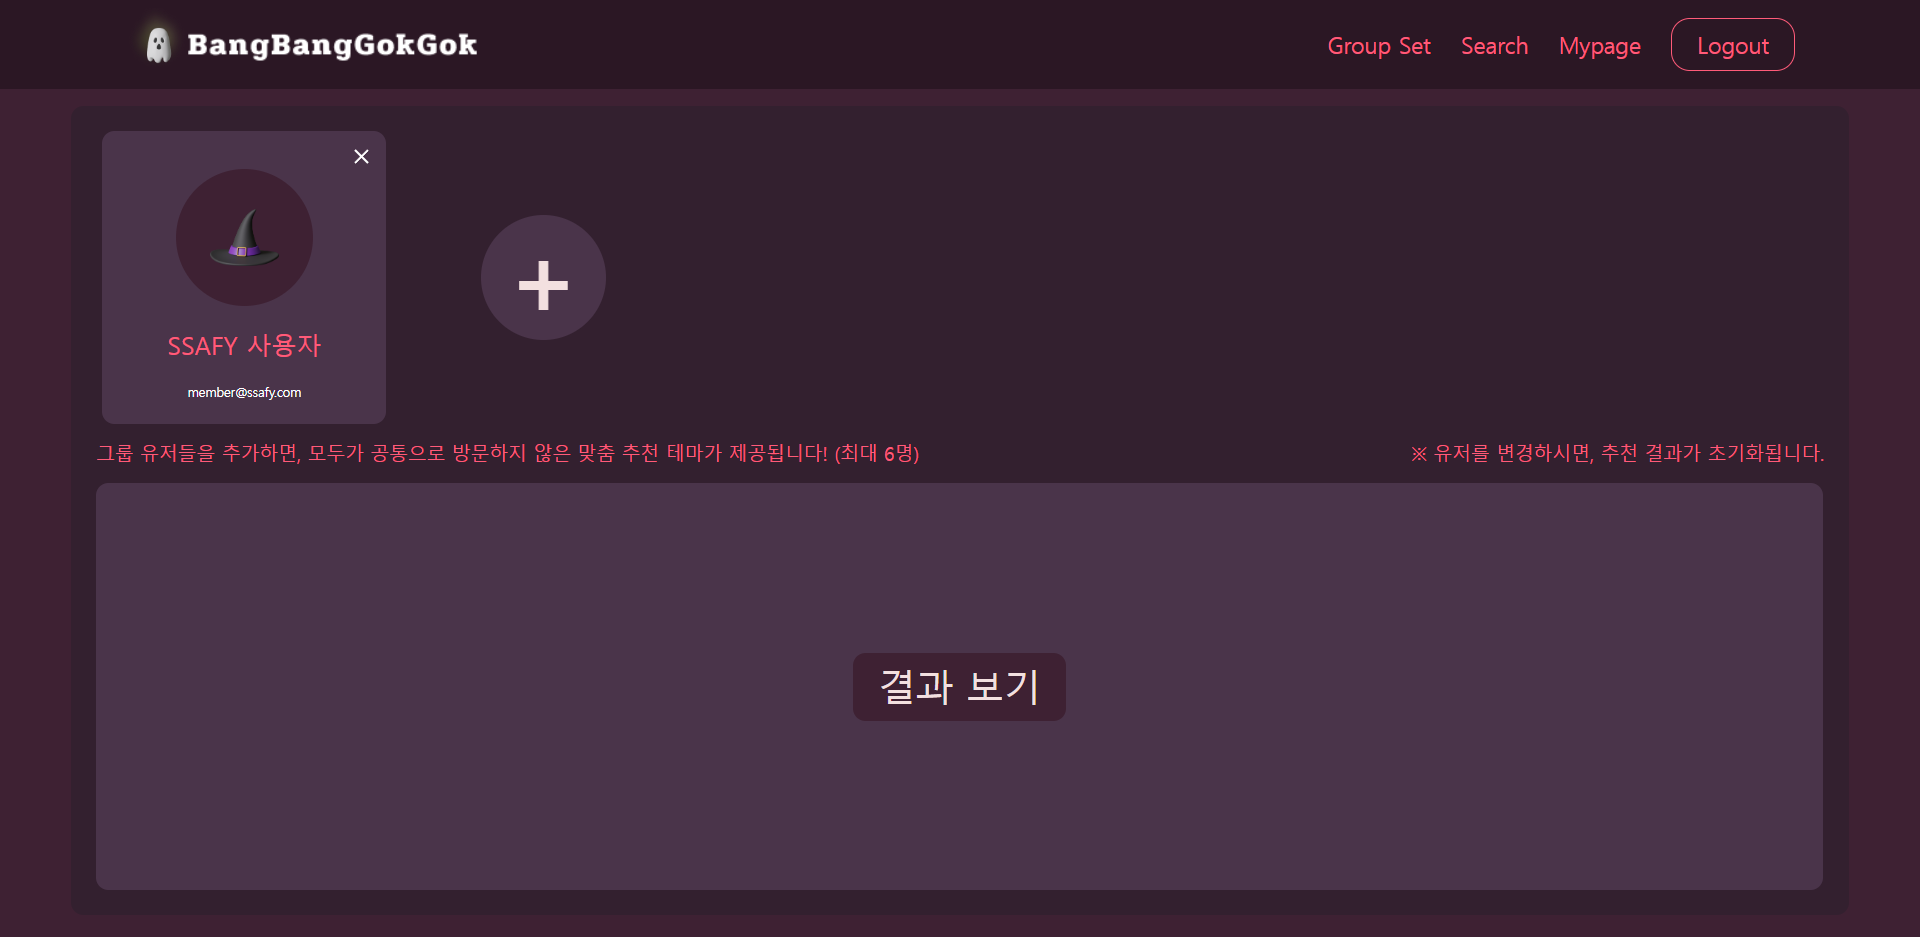 BangBangGokGok
Group Set
Search
Mypage
Logout
SSAFY 사용자
member@ssafy.com
그룹 유저들을 추가하면, 모두가 공통으로 방문하지 않은 맞춤 추천 테마가 제공됩니다! (최대 6명)
※ 유저를 변경하시면, 추천 결과가 초기화됩니다.
결과 보기